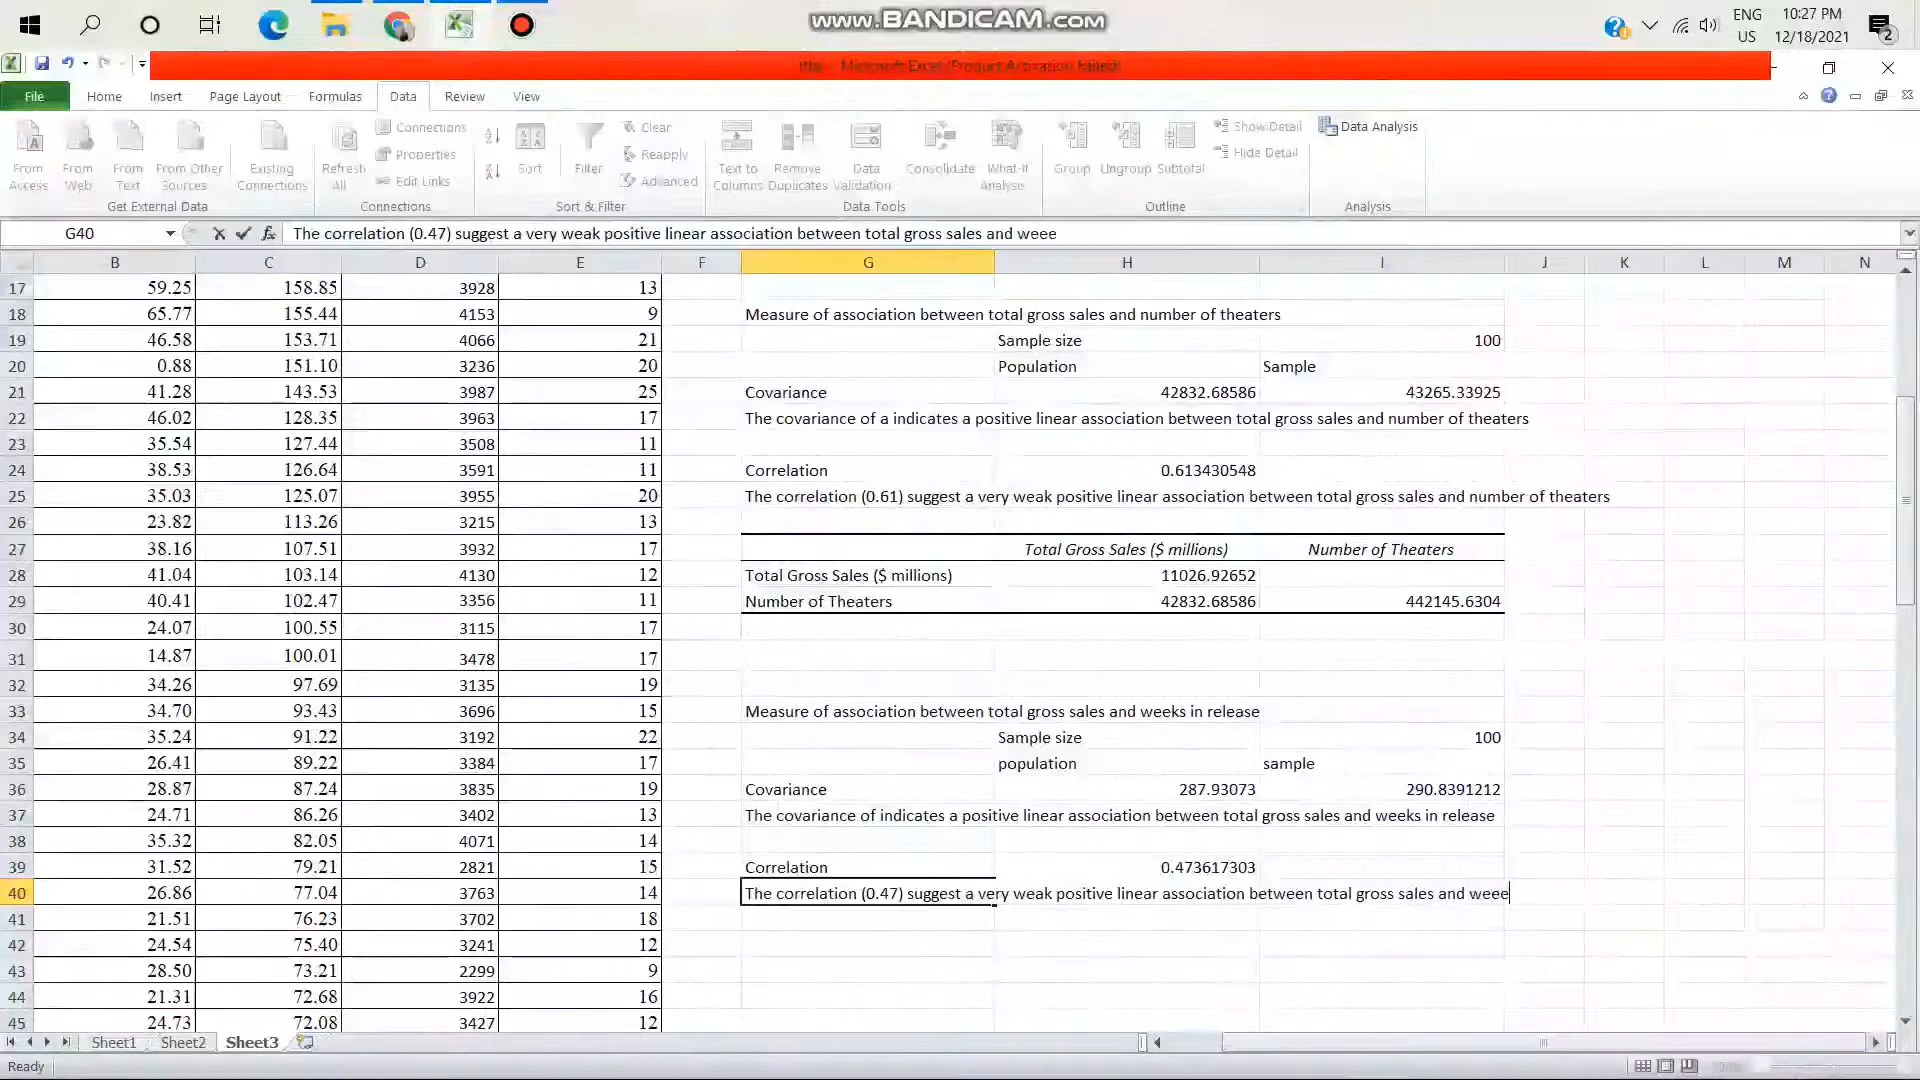 www.BANDICAM.com
ENG
US
10:27 PM
12/18/2021
2
Microsoft Excel (Product Activation Failed)
File Home Insert Page Layout Formulas Data Review View
From Access
From Web
From Text
From Other Sources
Existing Connections
Get External Data
Refresh All
Connections
Properties
Edit Links
Connections
Sort
Filter
Clear
Reapply
Advanced
Sort & Filter
Text to Columns
Remove Duplicates
Data Validation
Consolidate
What-If Analysis
Data Tools
Group
Ungroup
Subtotal
Show Detail
Hide Detail
Outline
Data Analysis
Analysis
G40 fx The correlation (0.47) suggest a very weak positive linear association between total gross sales and weee
B C D E F G H I J K L M N
17 59.25 158.85 3928 13
18 65.77 155.44 4153 9 Measure of association between total gross sales and number of theaters
19 46.58 153.71 4066 21 Sample size 100
20 0.88 151.10 3236 20 Population Sample
21 41.28 143.53 3987 25 Covariance 42832.68586 43265.33925
22 46.02 128.35 3963 17 The covariance of a indicates a positive linear association between total gross sales and number of theaters
23 35.54 127.44 3508 11
24 38.53 126.64 3591 11 Correlation 0.613430548
25 35.03 125.07 3955 20 The correlation (0.61) suggest a very weak positive linear association between total gross sales and number of theaters
26 23.82 113.26 3215 13
27 38.16 107.51 3932 17 Total Gross Sales ($ millions) Number of Theaters
28 41.04 103.14 4130 12 Total Gross Sales ($ millions) 11026.92652
29 40.41 102.47 3356 11 Number of Theaters 42832.68586 442145.6304
30 24.07 100.55 3115 17
31 14.87 100.01 3478 17
32 34.26 97.69 3135 19
33 34.70 93.43 3696 15 Measure of association between total gross sales and weeks in release
34 35.24 91.22 3192 22 Sample size 100
35 26.41 89.22 3384 17 population sample
36 28.87 87.24 3835 19 Covariance 287.93073 290.8391212
37 24.71 86.26 3402 13 The covariance of indicates a positive linear association between total gross sales and weeks in release
38 35.32 82.05 4071 14
39 31.52 79.21 2821 15 Correlation 0.473617303
40 26.86 77.04 3763 14 The correlation (0.47) suggest a very weak positive linear association between total gross sales and weee
41 21.51 76.23 3702 18
42 24.54 75.40 3241 12
43 28.50 73.21 2299 9
44 21.31 72.68 3922 16
45 24.73 72.08 3427 12
Sheet1 Sheet2 Sheet3
Ready